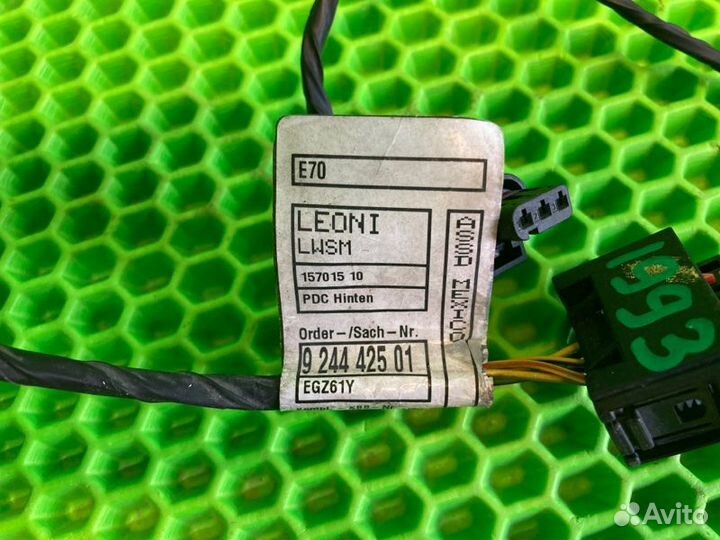 E70
LEONI
LWSM
157015 10
PDC Hinten
ASSD MEXICO
Order-/Sach-Nr.
9 244 425 01
EGZ61Y
1993
Avito